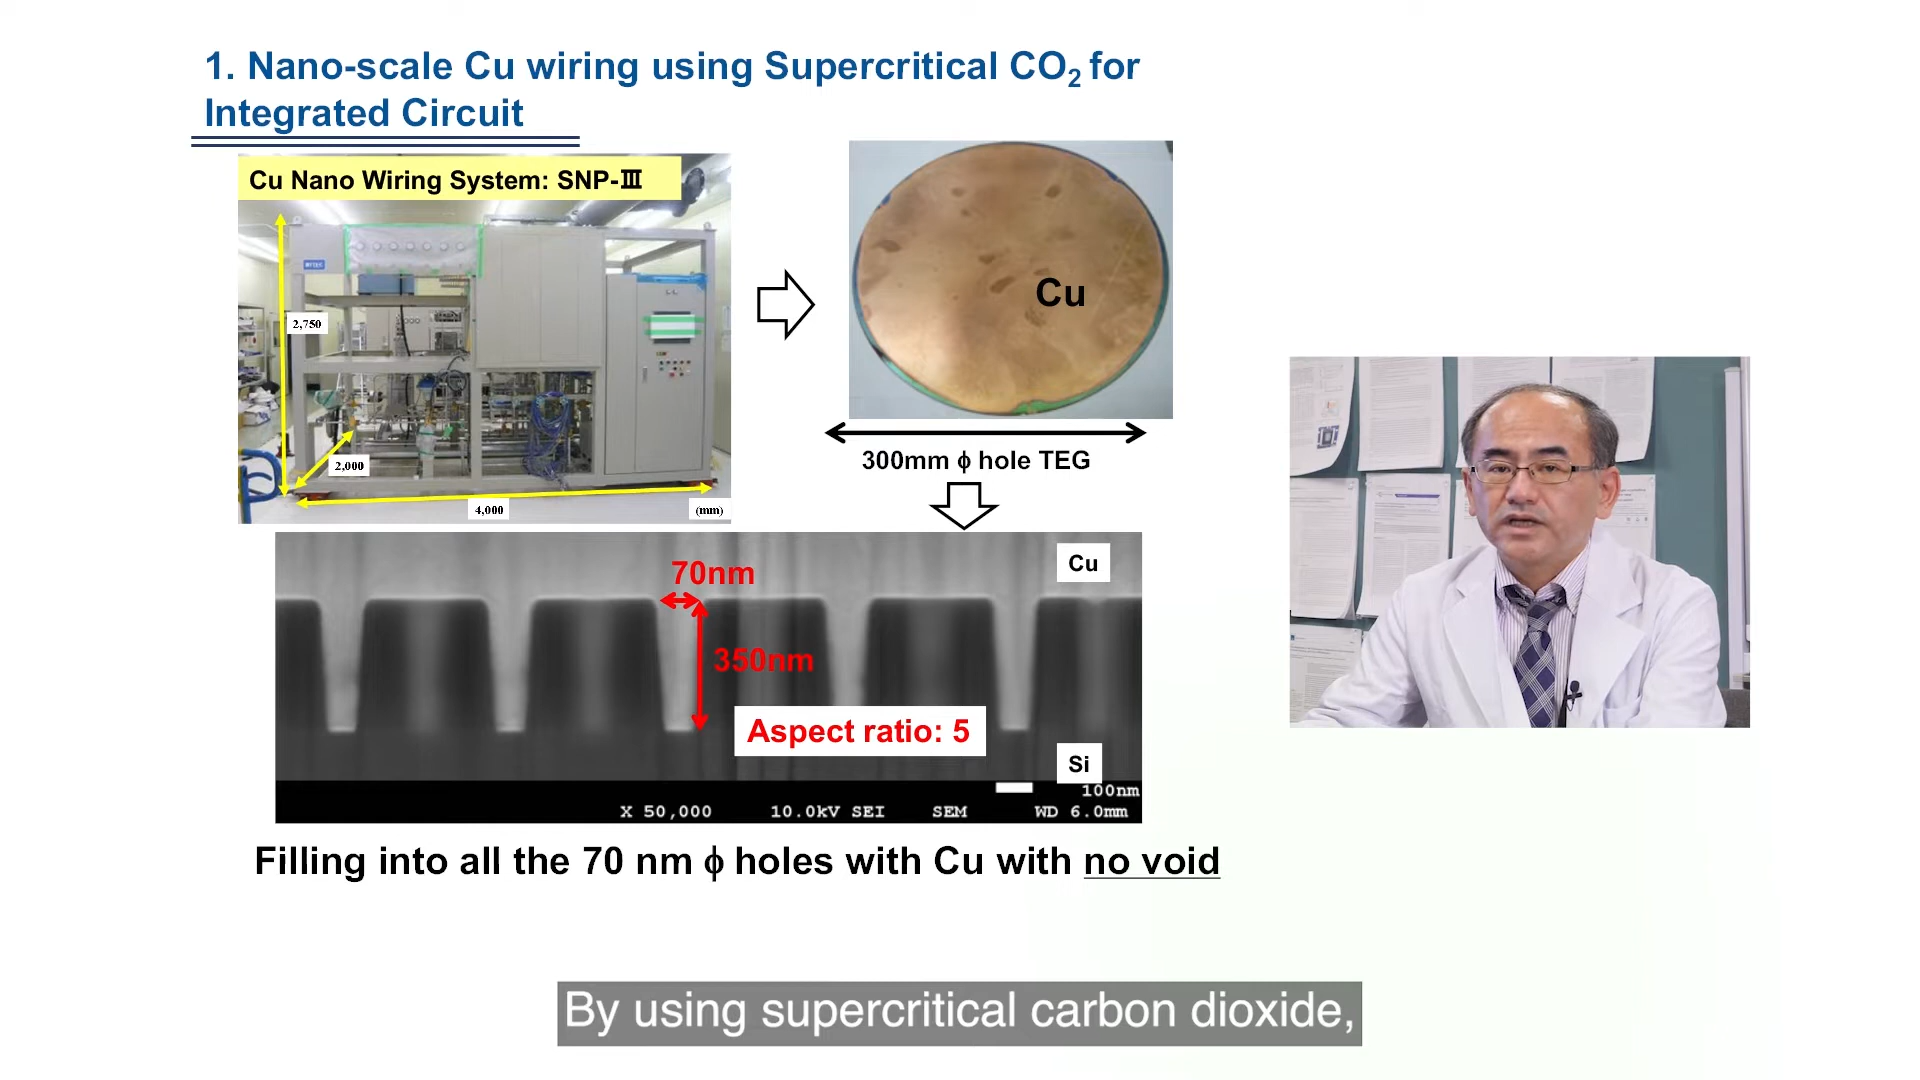 1. Nano-scale Cu wiring using Supercritical CO₂ for
Integrated Circuit
Cu Nano Wiring System: SNP-Ⅲ
2,750
2,000
4,000
(mm)
Cu
300mm ϕ hole TEG
Cu
70nm
350nm
Aspect ratio: 5
Si
100nm
X 50,000 10.0kV SEI SEM WD 6.0mm
Filling into all the 70 nm ϕ holes with Cu with no void
By using supercritical carbon dioxide,